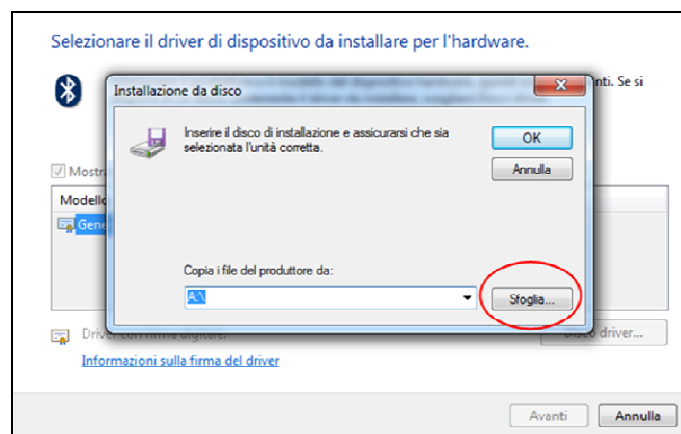 Selezionare il driver di dispositivo da installare per l'hardware.
nti. Se si
Installazione da disco
Inserire il disco di installazione e assicurarsi che sia
selezionata l'unità corretta.
OK
Annulla
Mostr
Modello
Gene
Copia i file del produttore da:
A:\
Sfoglia...
Driver con firma digitale.
Disco driver...
Informazioni sulla firma del driver
Avanti
Annulla